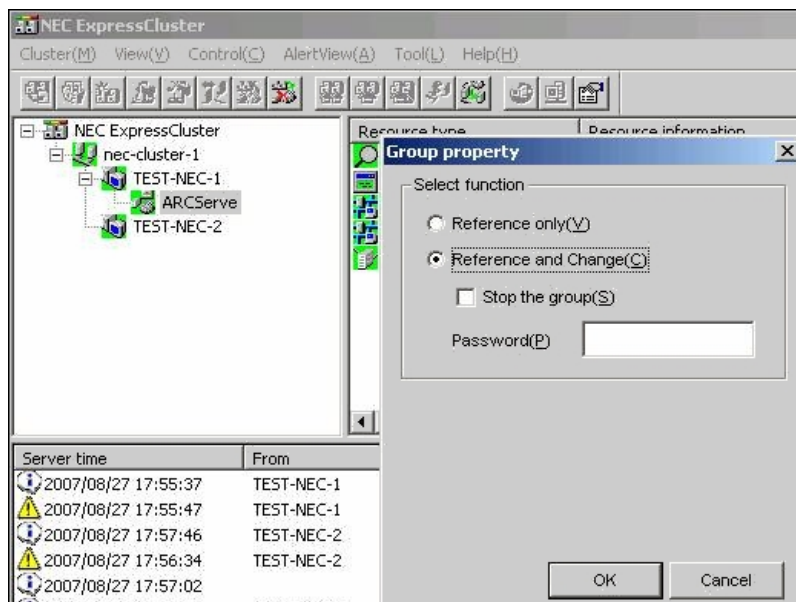 NEC ExpressCluster
Cluster(M) View(V) Control(C) AlertView(A) Tool(L) Help(H)
NEC ExpressCluster
nec-cluster-1
TEST-NEC-1
ARCServe
TEST-NEC-2
Resource type Resource information
Group property
Select function
Reference only(V)
Reference and Change(C)
Stop the group(S)
Password(P)
OK Cancel
Server time From
2007/08/27 17:55:37 TEST-NEC-1
2007/08/27 17:55:47 TEST-NEC-1
2007/08/27 17:57:46 TEST-NEC-2
2007/08/27 17:56:34 TEST-NEC-2
2007/08/27 17:57:02